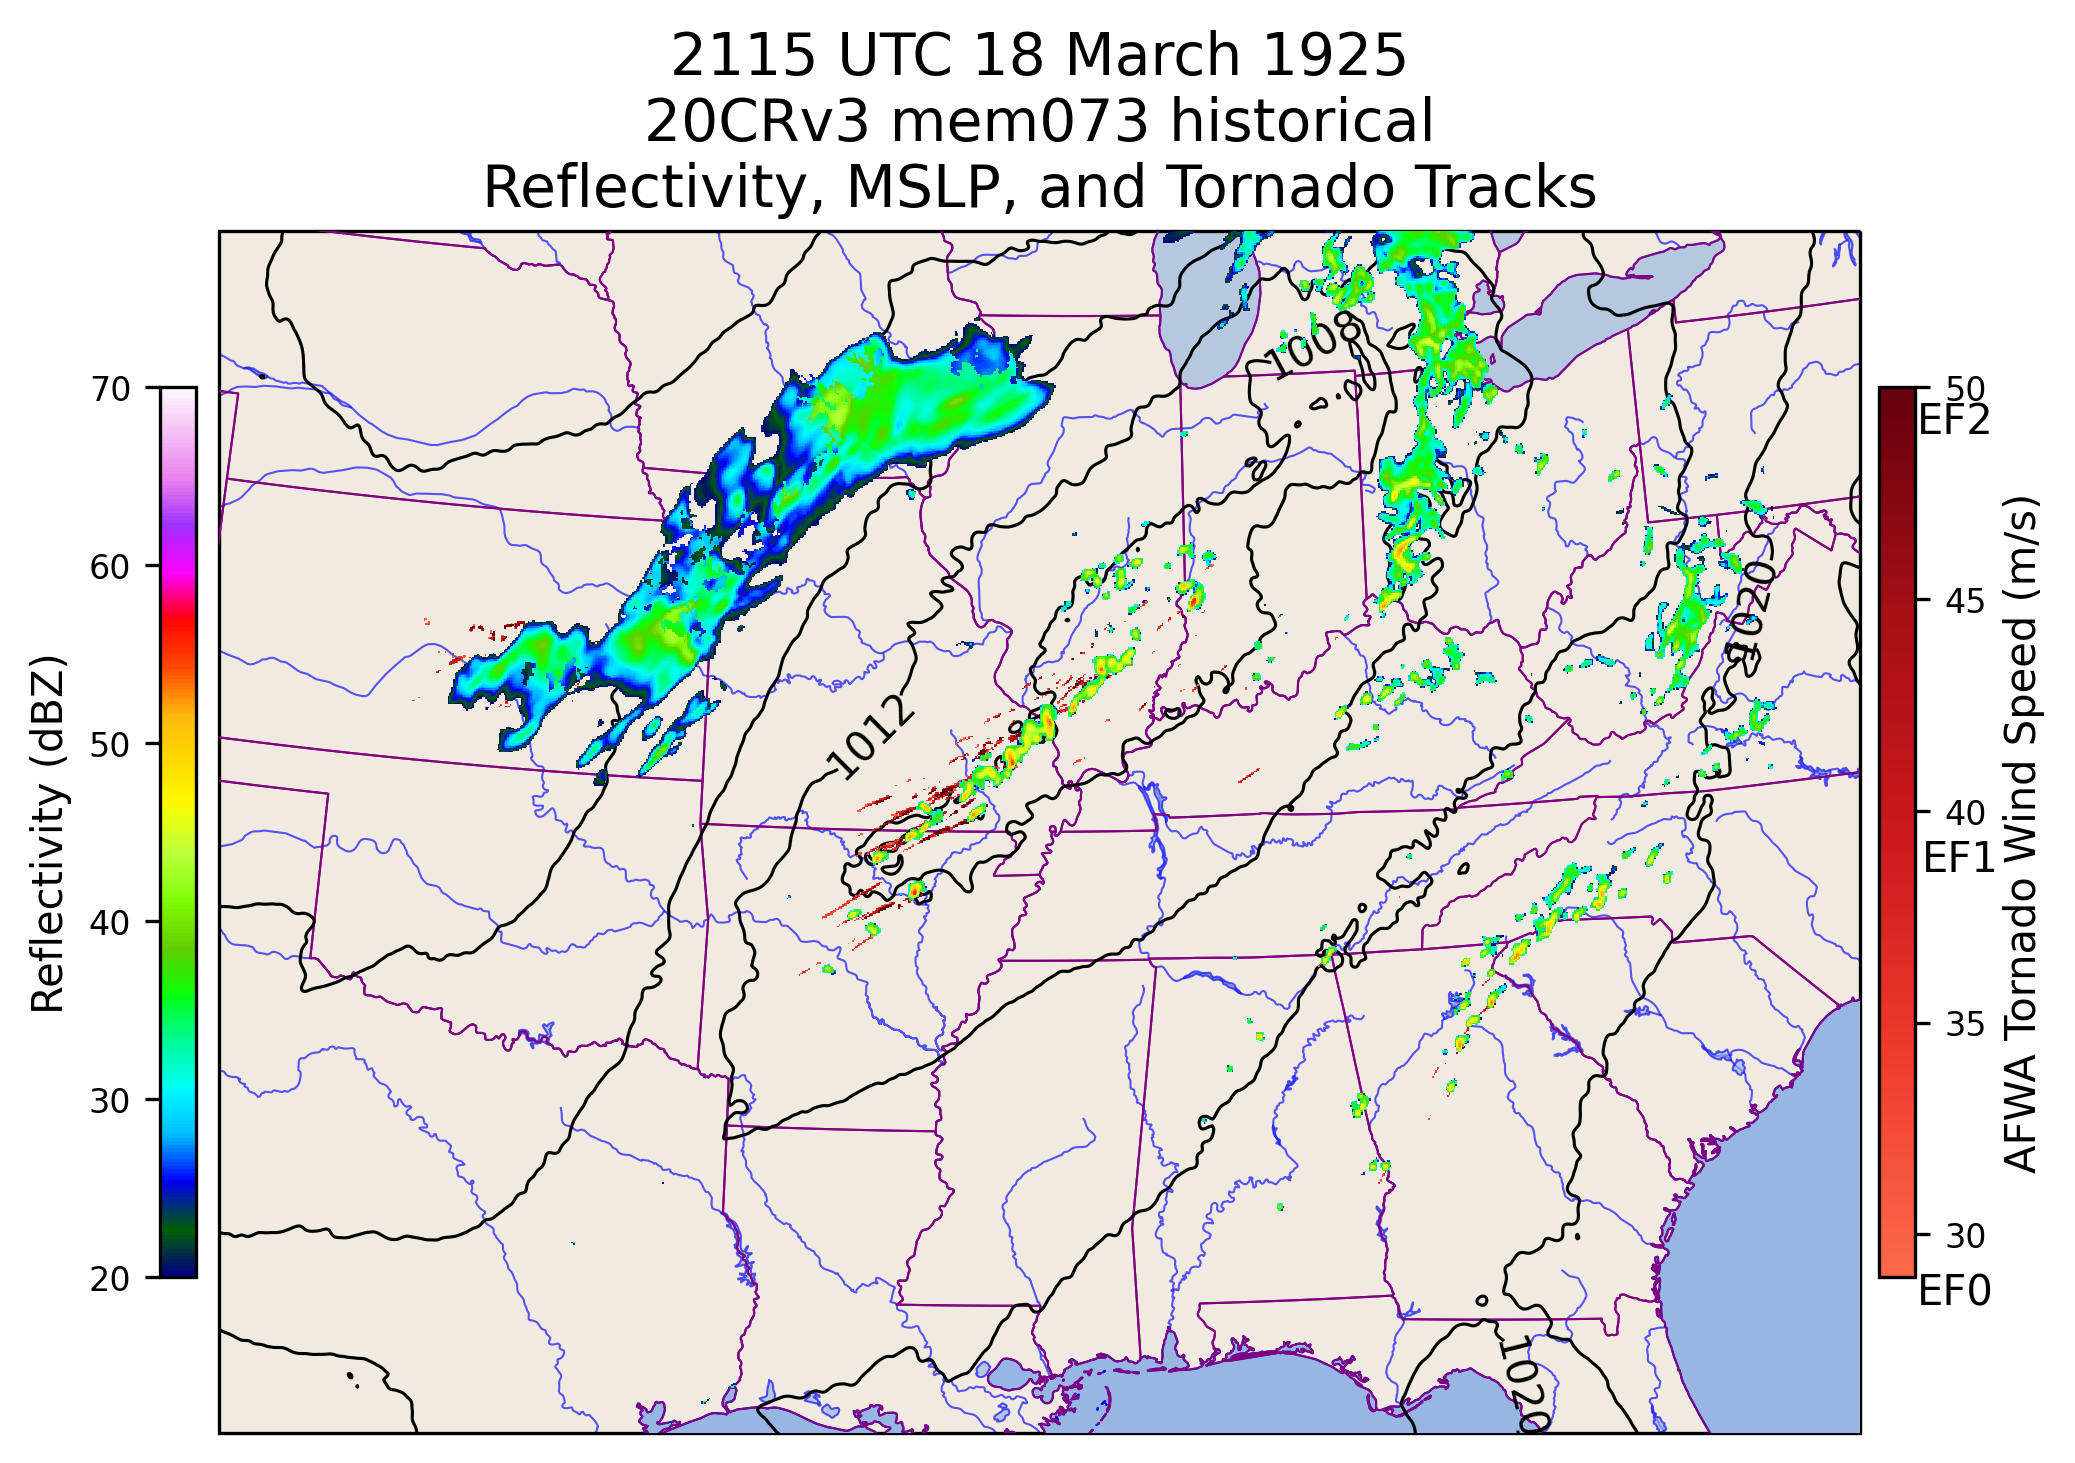 2115 UTC 18 March 1925
20CRv3 mem073 historical
Reflectivity, MSLP, and Tornado Tracks
70
60
50
40
30
20
Reflectivity (dBZ)
1008
1012
1020
1020
50
EF2
45
40
EF1
35
30
EF0
AFWA Tornado Wind Speed (m/s)